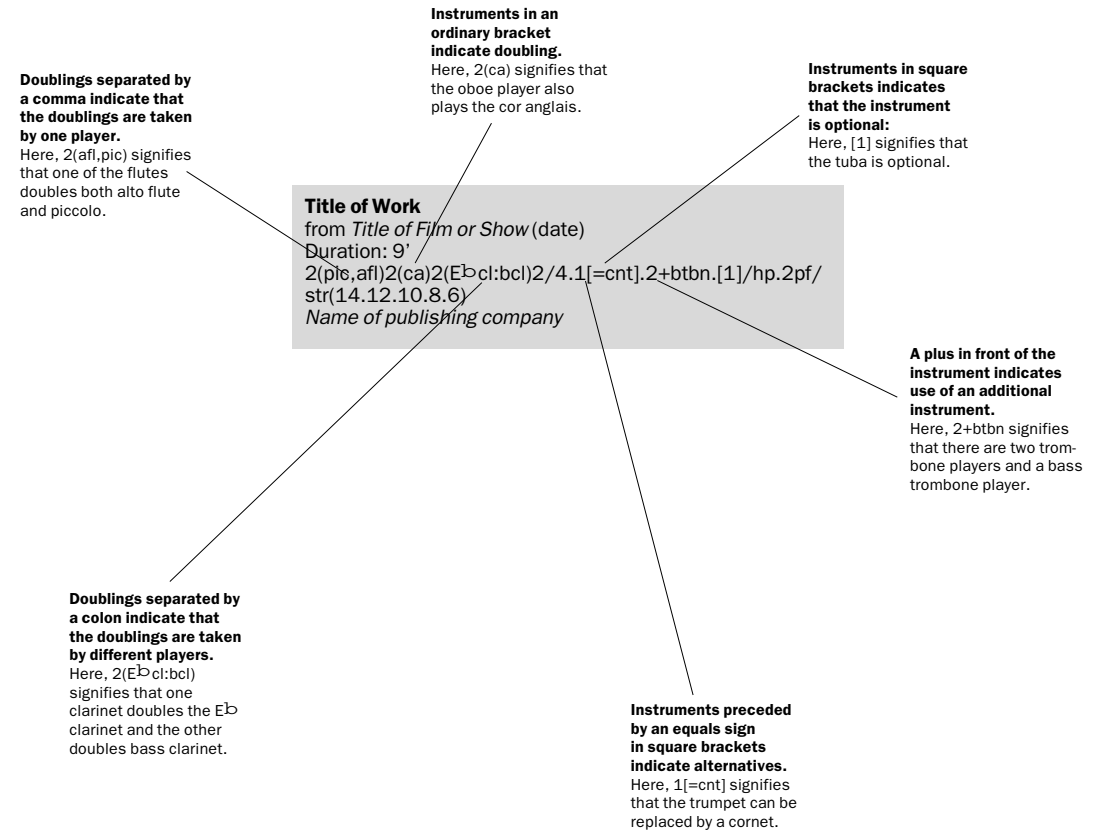 Instruments in an
ordinary bracket
indicate doubling.
Here, 2(ca) signifies that
the oboe player also
plays the cor anglais.
Doublings separated by
a comma indicate that
the doublings are taken
by one player.
Here, 2(afl,pic) signifies
that one of the flutes
doubles both alto flute
and piccolo.
Instruments in square
brackets indicates
that the instrument
is optional:
Here, [1] signifies that
the tuba is optional.
Title of Work
from Title of Film or Show (date)
Duration: 9’
2(pic,afl)2(ca)2(E♭cl:bcl)2/4.1[=cnt].2+btbn.[1]/hp.2pf/
str(14.12.10.8.6)
Name of publishing company
A plus in front of the
instrument indicates
use of an additional
instrument.
Here, 2+btbn signifies
that there are two trom-
bone players and a bass
trombone player.
Doublings separated by
a colon indicate that
the doublings are taken
by different players.
Here, 2(E♭cl:bcl)
signifies that one
clarinet doubles the E♭
clarinet and the other
doubles bass clarinet.
Instruments preceded
by an equals sign
in square brackets
indicate alternatives.
Here, 1[=cnt] signifies
that the trumpet can be
replaced by a cornet.